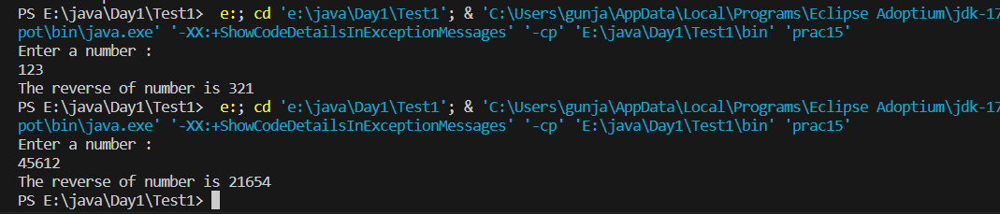 PS E:\java\Day1\Test1>  e:; cd 'e:\java\Day1\Test1'; & 'C:\Users\gunja\AppData\Local\Programs\Eclipse Adoptium\jdk-17
pot\bin\java.exe' '-XX:+ShowCodeDetailsInExceptionMessages' '-cp' 'E:\java\Day1\Test1\bin' 'prac15'
Enter a number :
123
The reverse of number is 321
PS E:\java\Day1\Test1>  e:; cd 'e:\java\Day1\Test1'; & 'C:\Users\gunja\AppData\Local\Programs\Eclipse Adoptium\jdk-17
pot\bin\java.exe' '-XX:+ShowCodeDetailsInExceptionMessages' '-cp' 'E:\java\Day1\Test1\bin' 'prac15'
Enter a number :
45612
The reverse of number is 21654
PS E:\java\Day1\Test1>